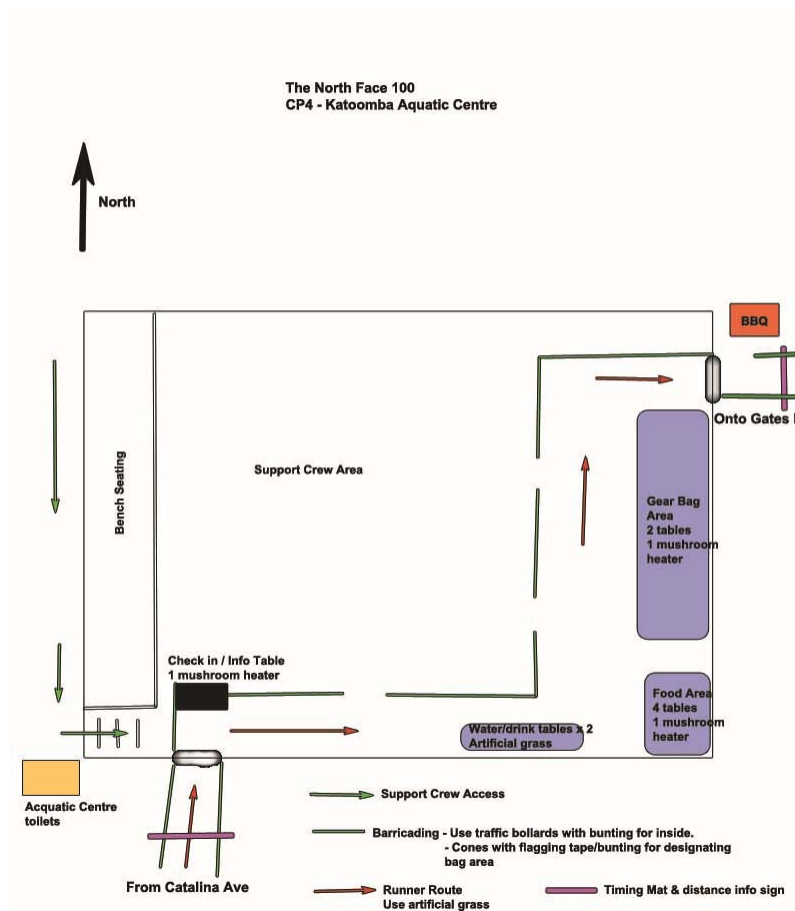 The North Face 100
CP4 - Katoomba Aquatic Centre
North
BBQ
Onto Gates
Bench Seating
Support Crew Area
Gear Bag
Area
2 tables
1 mushroom
heater
Check in / Info Table
1 mushroom heater
Food Area
4 tables
1 mushroom
heater
Water/drink tables x 2
Artificial grass
Acquatic Centre
toilets
Support Crew Access
Barricading - Use traffic bollards with bunting for inside.
- Cones with flagging tape/bunting for designating
bag area
From Catalina Ave
Runner Route
Use artificial grass
Timing Mat & distance info sign